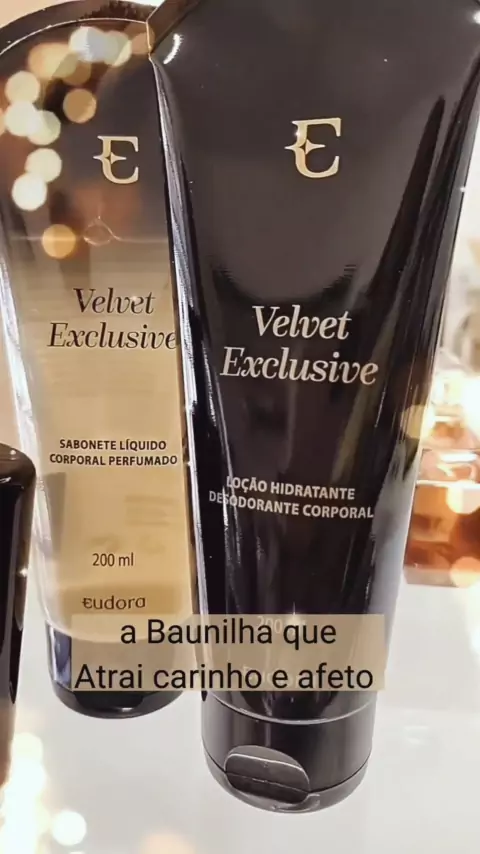 E
Velvet
Exclusive
SABONETE LÍQUIDO
CORPORAL PERFUMADO
200 ml
eudora
E
Velvet
Exclusive
LOÇÃO HIDRATANTE
DESODORANTE CORPORAL
200
a Baunilha que
Atrai carinho e afeto